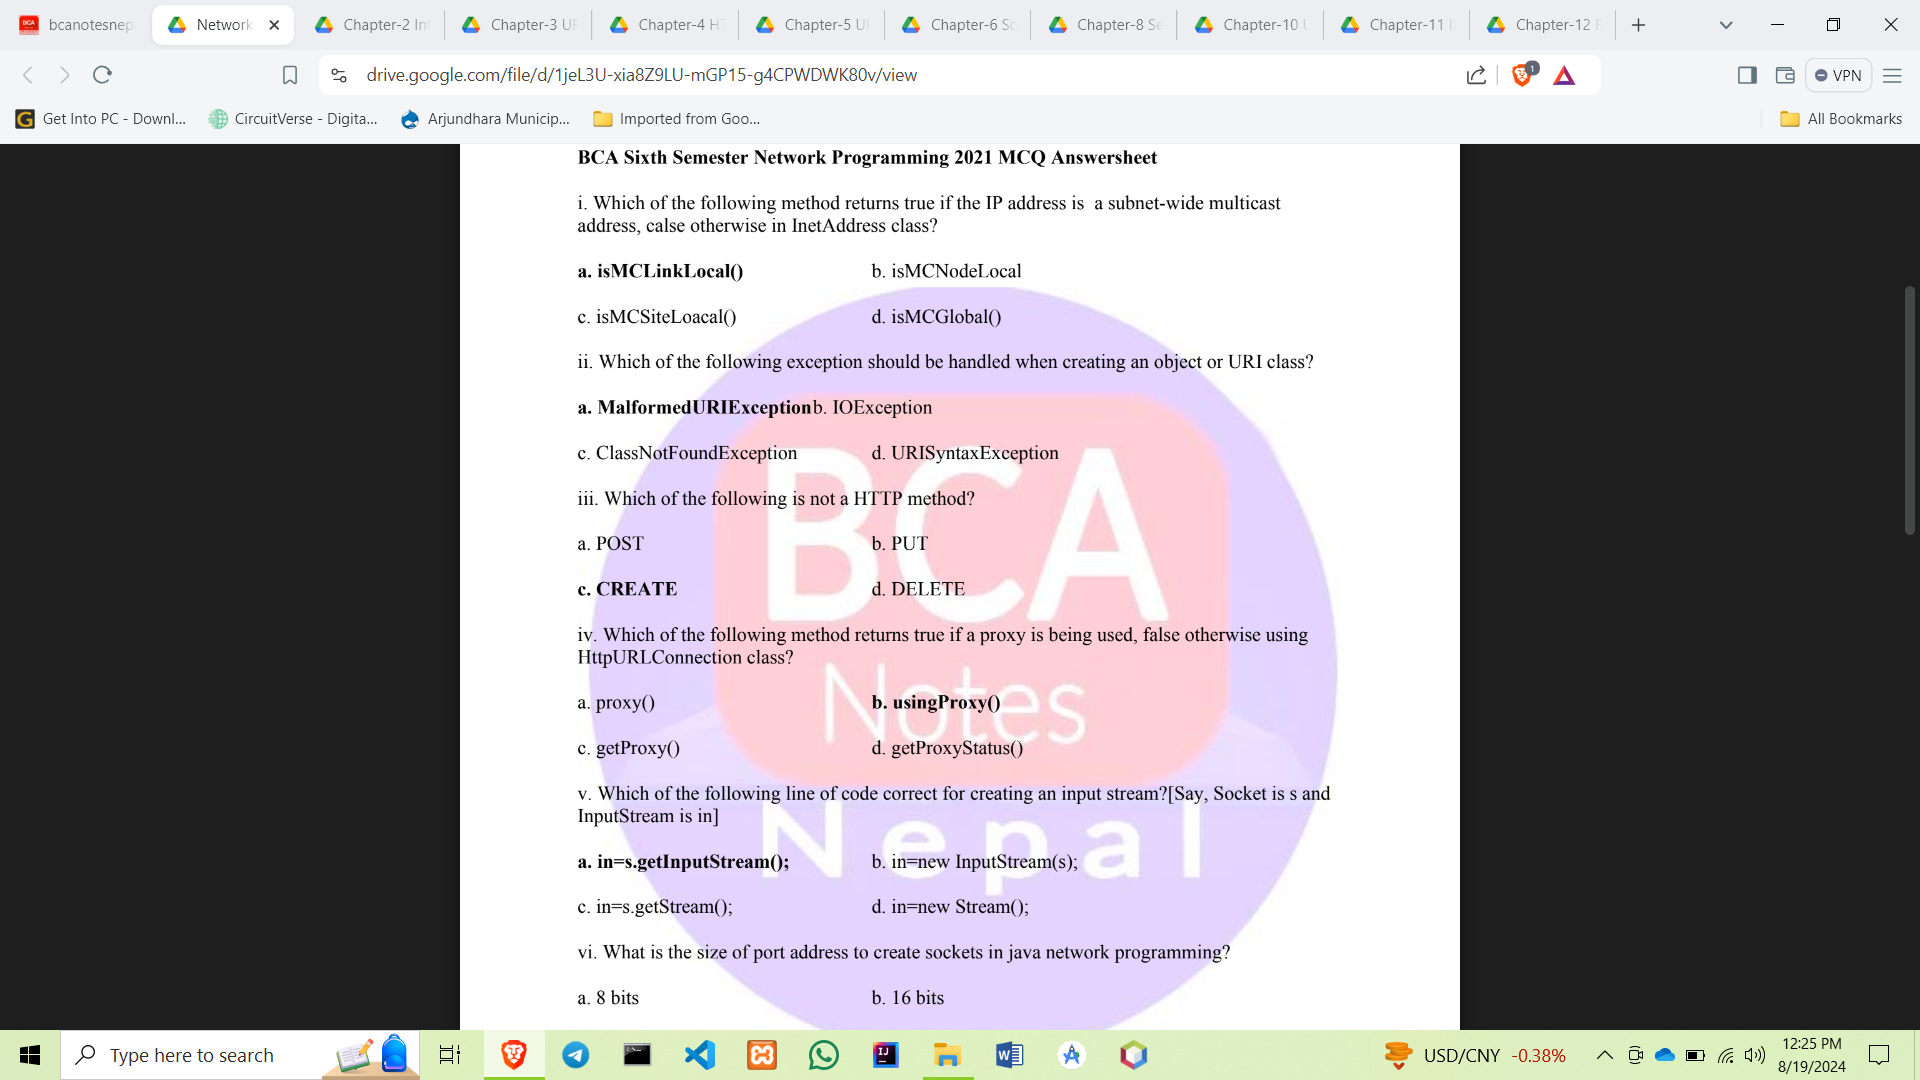 bcanotesnep
Network
Chapter-2 Int
Chapter-3 UR
Chapter-4 HT
Chapter-5 UR
Chapter-6 So
Chapter-8 Se
Chapter-10 U
Chapter-11 I
Chapter-12 R
drive.google.com/file/d/1jeL3U-xia8Z9LU-mGP15-g4CPWDWK80v/view
1
VPN
Get Into PC - Downl...
CircuitVerse - Digita...
Arjundhara Municip...
Imported from Goo...
All Bookmarks
BCA Sixth Semester Network Programming 2021 MCQ Answersheet
i. Which of the following method returns true if the IP address is a subnet-wide multicast
address, calse otherwise in InetAddress class?
a. isMCLinkLocal() b. isMCNodeLocal
c. isMCSiteLoacal() d. isMCGlobal()
ii. Which of the following exception should be handled when creating an object or URI class?
a. MalformedURIException b. IOException
c. ClassNotFoundException d. URISyntaxException
iii. Which of the following is not a HTTP method?
a. POST b. PUT
c. CREATE d. DELETE
iv. Which of the following method returns true if a proxy is being used, false otherwise using
HttpURLConnection class?
a. proxy() b. usingProxy()
c. getProxy() d. getProxyStatus()
v. Which of the following line of code correct for creating an input stream?[Say, Socket is s and
InputStream is in]
a. in=s.getInputStream(); b. in=new InputStream(s);
c. in=s.getStream(); d. in=new Stream();
vi. What is the size of port address to create sockets in java network programming?
a. 8 bits b. 16 bits
BCA
Notes
Nepal
Type here to search
USD/CNY -0.38%
12:25 PM
8/19/2024